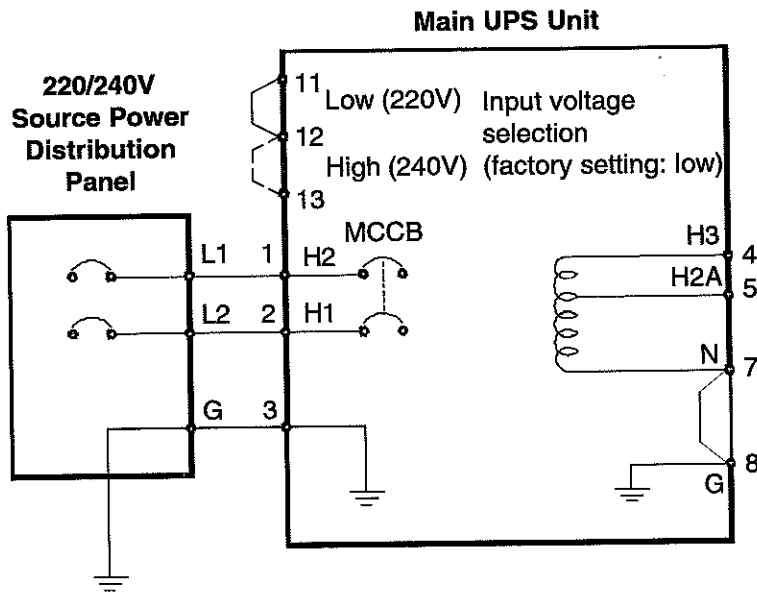 Main UPS Unit
220/240V
Source Power
Distribution
Panel
11
Low (220V)
Input voltage
selection
(factory setting: low)
12
High (240V)
13
MCCB
L1
1
H2
L2
2
H1
G
3
H3
4
H2A
5
N
7
8
G